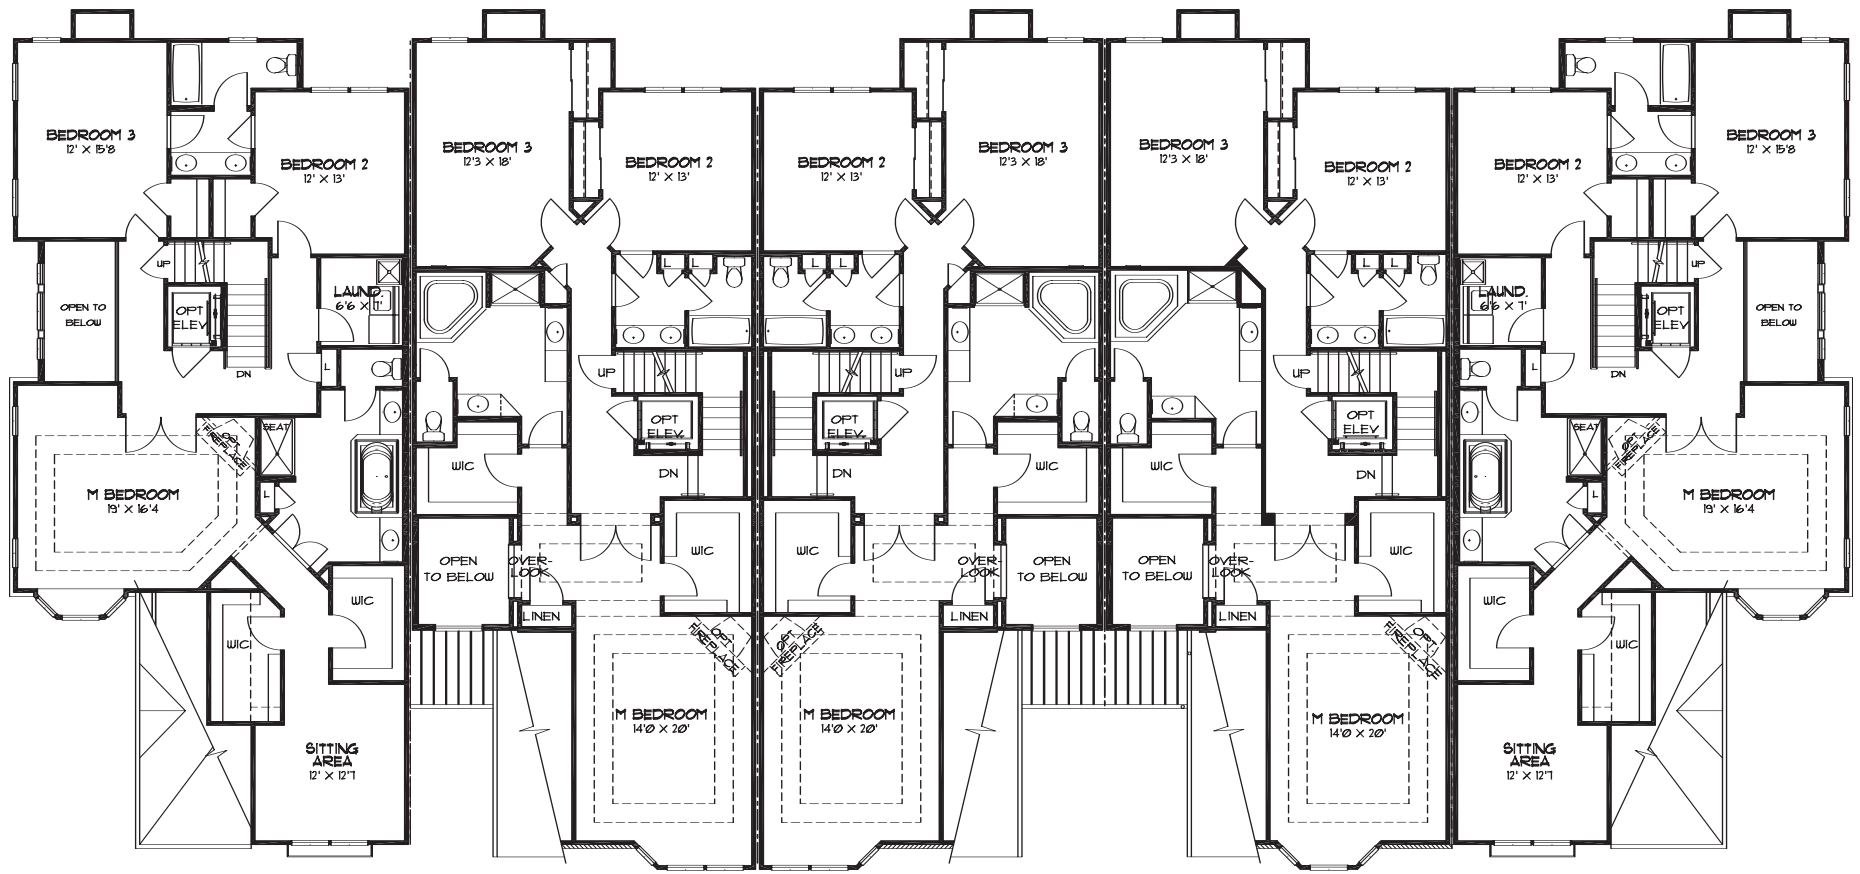 BEDROOM 3
12' X 15'8
BEDROOM 2
12' X 13'
UP
OPEN TO
BELOW
OPT
ELEV
DN
LAUND.
6'6 X 7'
L
SEAT
OPT
FIREPLACE
L
M BEDROOM
19' X 16'4
WIC
WIC
SITTING
AREA
12' X 12'7
BEDROOM 3
12'3 X 18'
BEDROOM 2
12' X 13'
L
L
UP
OPT
ELEV.
DN
WIC
WIC
OPEN
TO BELOW
OVER-
LOOK
LINEN
OPT
FIREPLACE
M BEDROOM
14'0 X 20'
BEDROOM 2
12' X 13'
BEDROOM 3
12'3 X 18'
L
L
UP
OPT
ELEV.
DN
WIC
WIC
OVER-
LOOK
OPEN
TO BELOW
LINEN
OPT
FIREPLACE
M BEDROOM
14'0 X 20'
BEDROOM 3
12'3 X 18'
BEDROOM 2
12' X 13'
L
L
UP
OPT
ELEV.
DN
WIC
WIC
OPEN
TO BELOW
OVER-
LOOK
LINEN
OPT
FIREPLACE
M BEDROOM
14'0 X 20'
BEDROOM 2
12' X 13'
BEDROOM 3
12' X 15'8
UP
LAUND.
6'6 X 7'
OPT
ELEV
OPEN TO
BELOW
DN
L
SEAT
OPT
FIREPLACE
L
M BEDROOM
19' X 16'4
WIC
WIC
SITTING
AREA
12' X 12'7